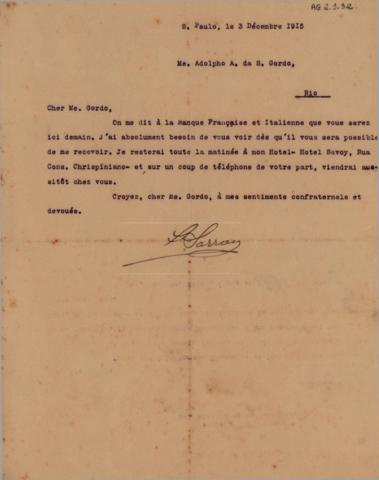 AG 2.3.32.
S. Paulo, le 3 Décembre 1915
Me. Adolpho A. da S. Gordo,
Rio
Cher Me. Gordo,
On me dit à la Banque Française et Italienne que vous serez
ici demain. J'ai absolument besoin de vous voir dès qu'il vous sera possible
de me recevoir. Je resterai toute la matinée à mon Hotel- Hotel Savoy, Rua
Cons. Chrispiniano- et sur un coup de téléphone de votre part, viendrai aus-
sitôt chez vous.
Croyez, cher Me. Gordo, à mes sentiments confraternels et
devoués.